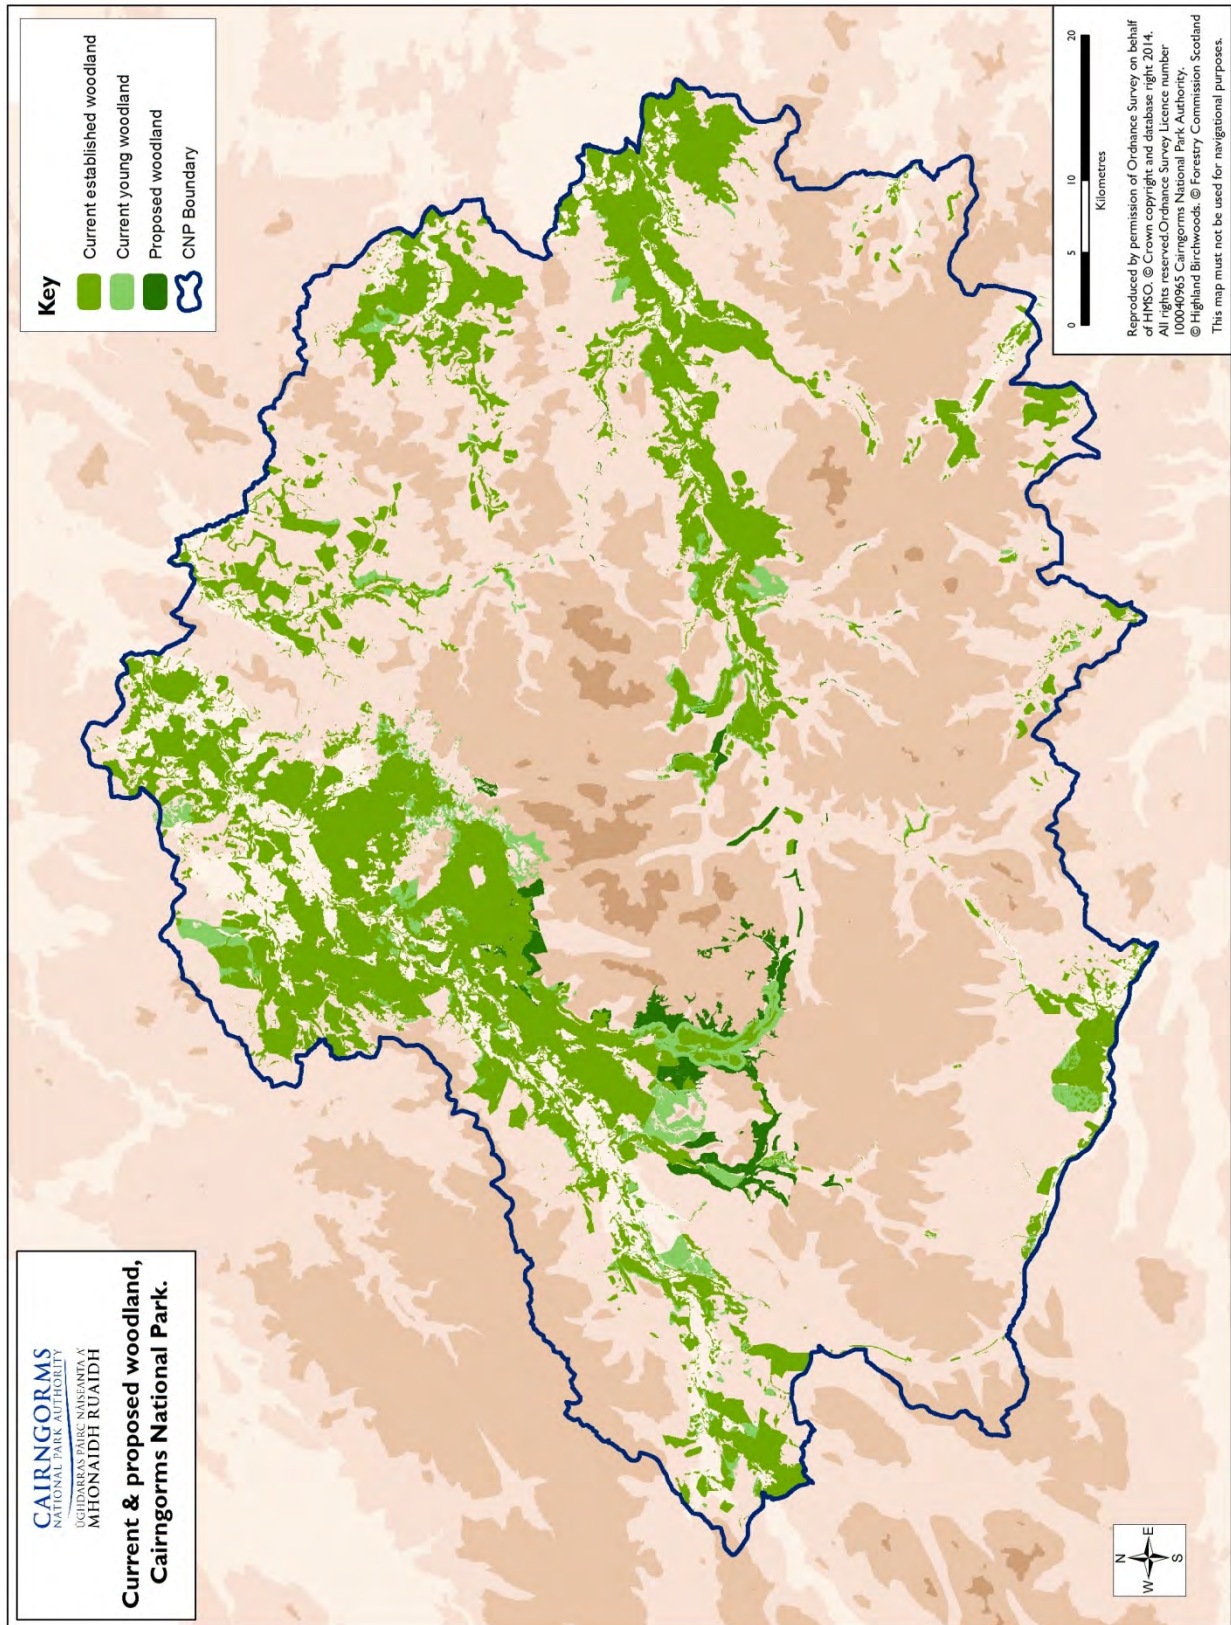 CAIRNGORMS
NATIONAL PARK AUTHORITY
ÙGHDARRAS PÀIRC NÀISEANTA A'
MHONAIDH RUAIDH
Current & proposed woodland,
Cairngorms National Park.
Key
Current established woodland
Current young woodland
Proposed woodland
CNP Boundary
N
W E
S
0 5 10 20
Kilometres
Reproduced by permission of Ordnance Survey on behalf
of HMSO. © Crown copyright and database right 2014.
All rights reserved.Ordnance Survey Licence number
100040965 Cairngorms National Park Authority.
© Highland Birchwoods. © Forestry Commission Scotland
This map must not be used for navigational purposes.